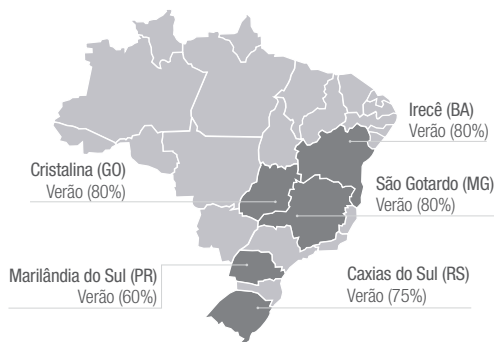 Irecê (BA)
Verão (80%)
Cristalina (GO)
Verão (80%)
São Gotardo (MG)
Verão (80%)
Marilândia do Sul (PR)
Verão (60%)
Caxias do Sul (RS)
Verão (75%)